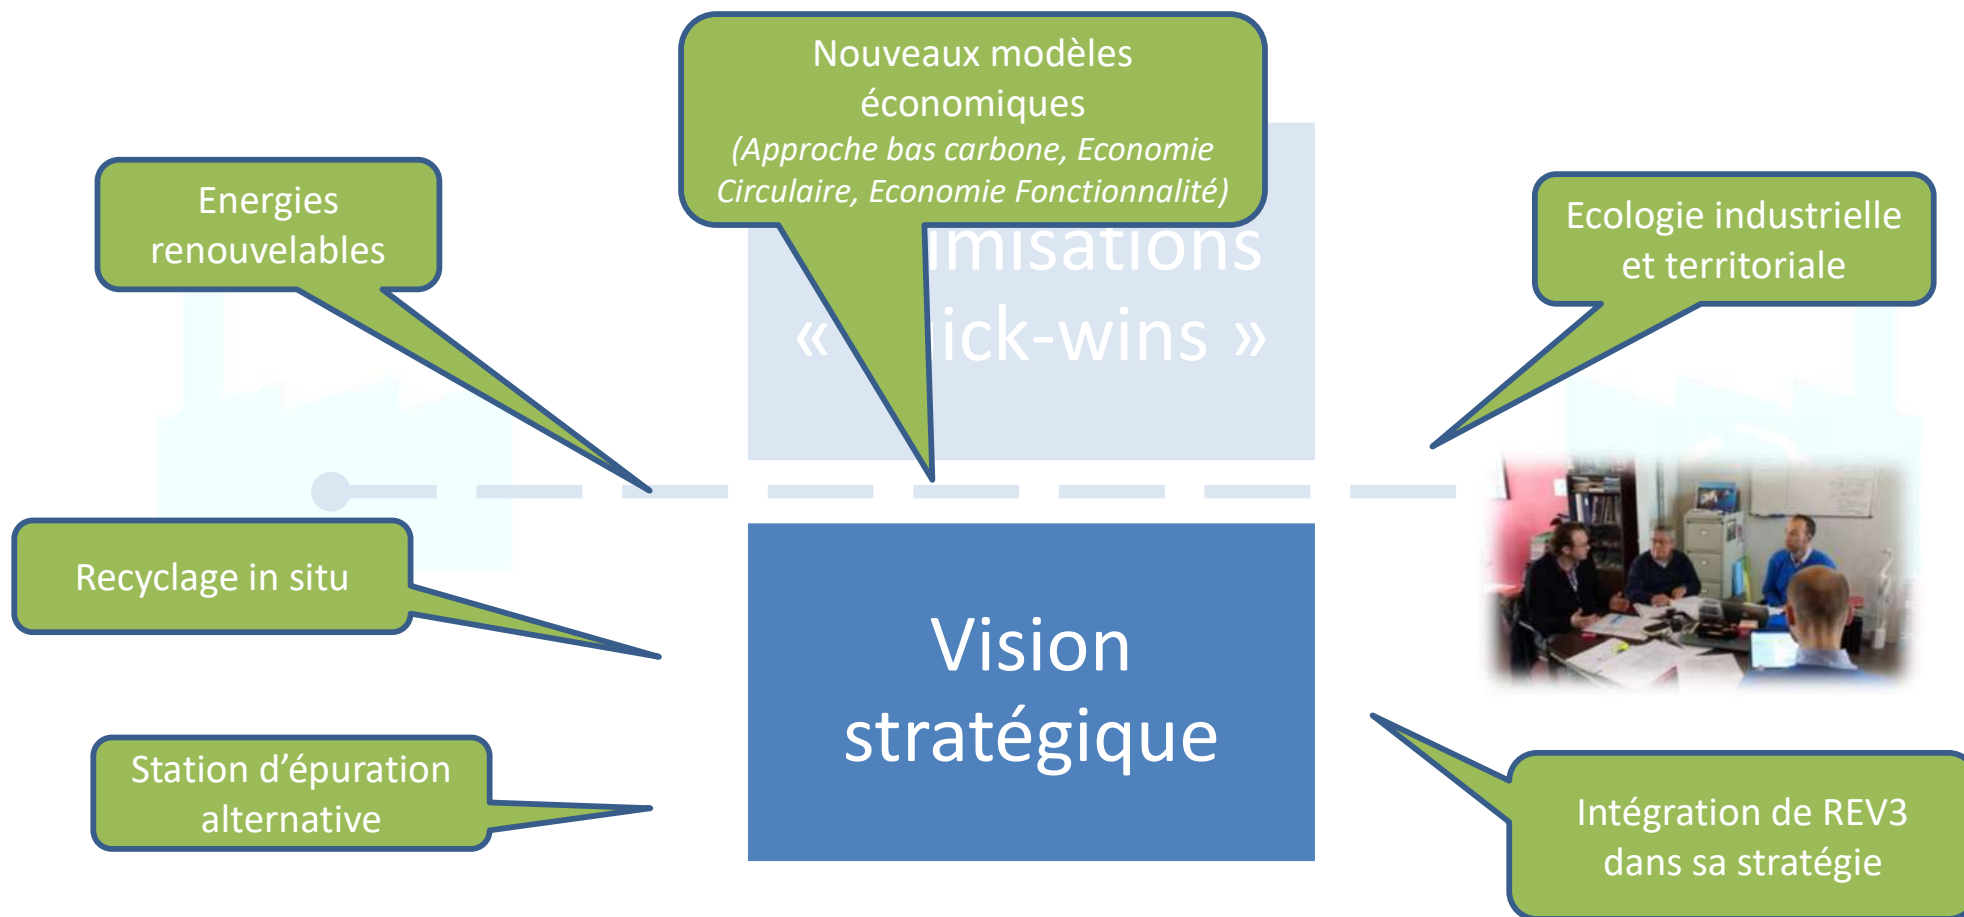 Nouveaux modèles
économiques
(Approche bas carbone, Economie
Circulaire, Economie Fonctionnalité)
Energies
renouvelables
Ecologie industrielle
et territoriale
« »
Recyclage in situ
Vision
stratégique
Station d’épuration
alternative
Intégration de REV3
dans sa stratégie